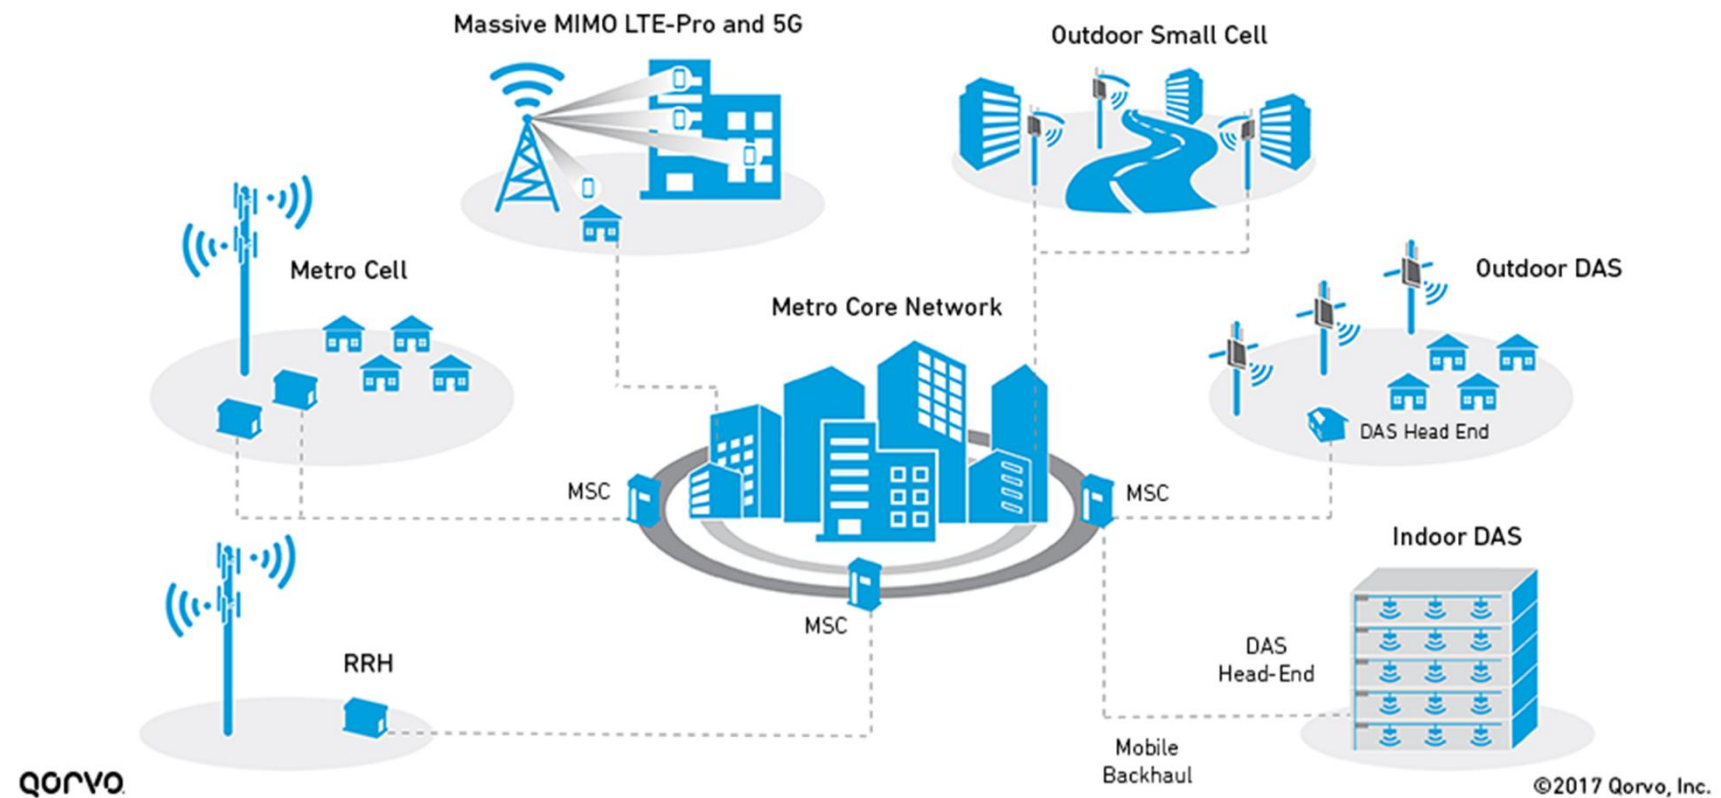 Massive MIMO LTE-Pro and 5G
Outdoor Small Cell
Metro Cell
Outdoor DAS
Metro Core Network
DAS Head End
MSC
MSC
Indoor DAS
MSC
DAS
Head-End
RRH
Mobile
Backhaul
QORVO
©2017 Qorvo, Inc.